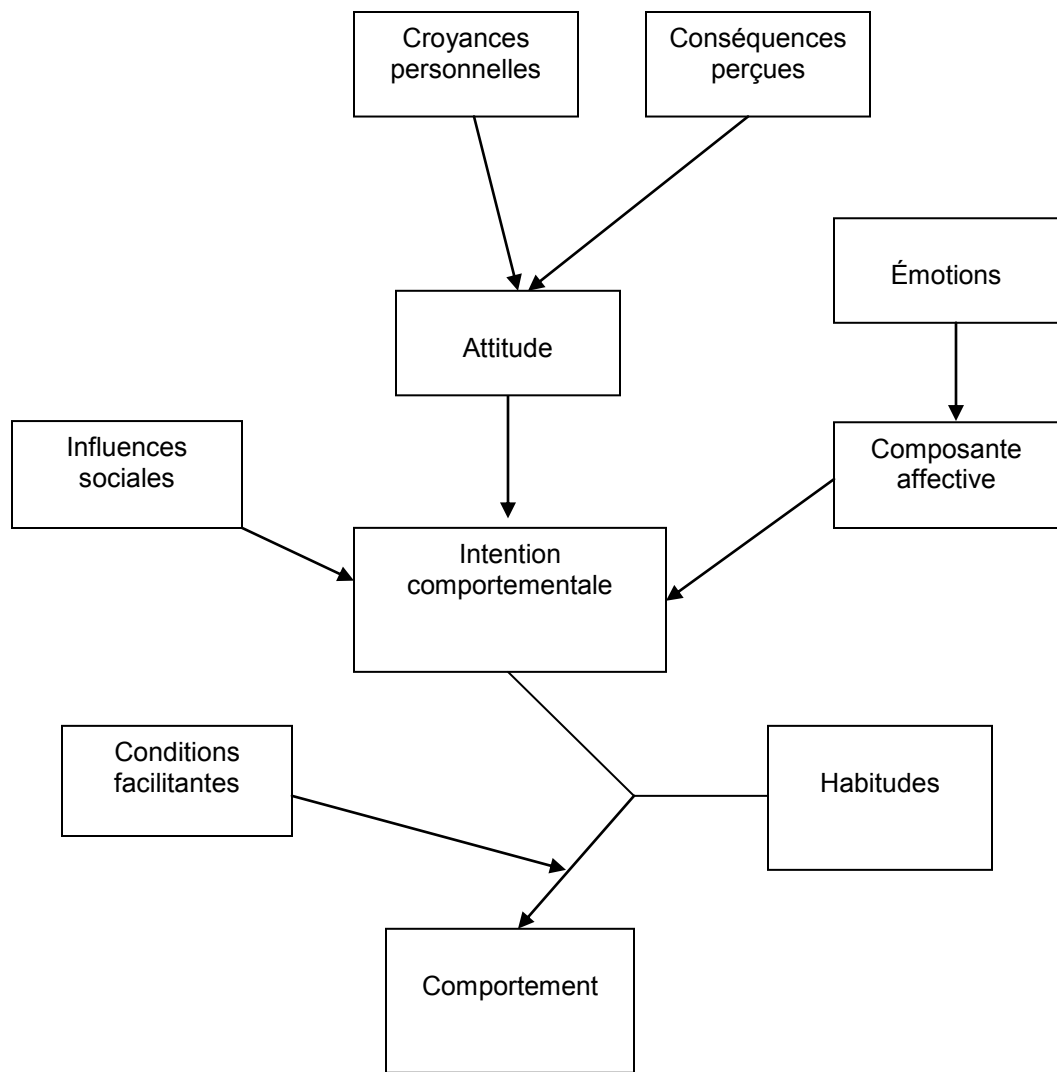 Croyances
personnelles
Conséquences
perçues
Émotions
Attitude
Influences
sociales
Composante
affective
Intention
comportementale
Conditions
facilitantes
Habitudes
Comportement